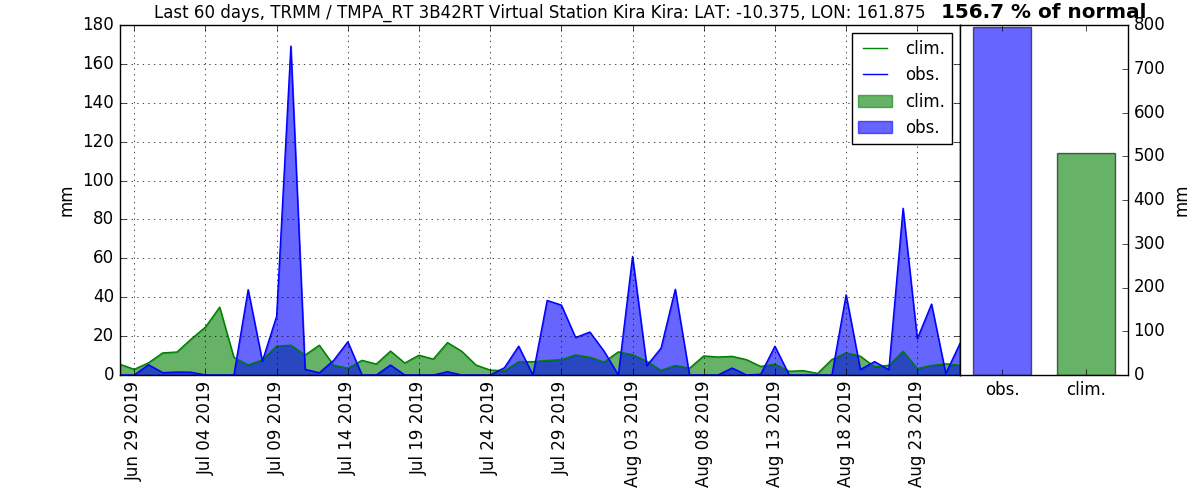 Last 60 days, TRMM / TMPA_RT 3B42RT Virtual Station Kira Kira: LAT: -10.375, LON: 161.875
156.7 % of normal
180
160
140
120
100
80
60
40
20
0
mm
clim.
obs.
clim.
obs.
Jun 29 2019
Jul 04 2019
Jul 09 2019
Jul 14 2019
Jul 19 2019
Jul 24 2019
Jul 29 2019
Aug 03 2019
Aug 08 2019
Aug 13 2019
Aug 18 2019
Aug 23 2019
800
700
600
500
400
300
200
100
0
mm
obs.
clim.